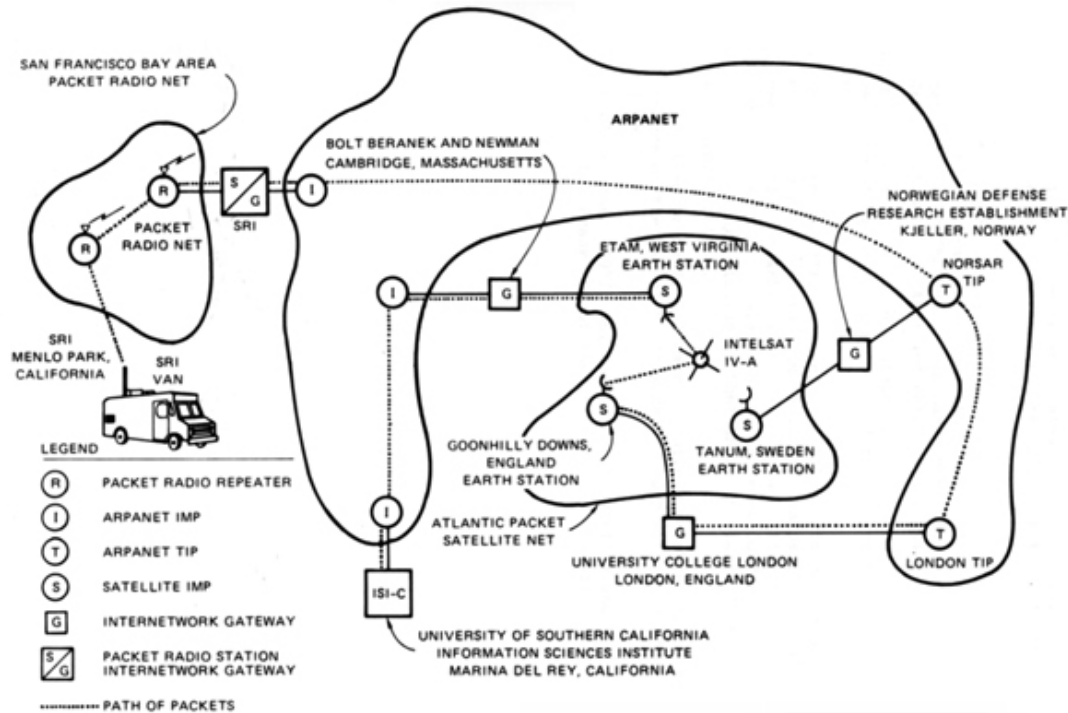 SAN FRANCISCO BAY AREA
PACKET RADIO NET
ARPANET
BOLT BERANEK AND NEWMAN
CAMBRIDGE, MASSACHUSETTS
NORWEGIAN DEFENSE
RESEARCH ESTABLISHMENT
KJELLER, NORWAY
R
S
G
I
SRI
PACKET
RADIO NET
R
ETAM, WEST VIRGINIA
EARTH STATION
NORSAR
TIP
I
G
S
T
SRI
MENLO PARK,
CALIFORNIA
SRI
VAN
INTELSAT
IV-A
G
S
S
GOONHILLY DOWNS,
ENGLAND
EARTH STATION
TANUM, SWEDEN
EARTH STATION
LEGEND
R PACKET RADIO REPEATER
I ARPANET IMP
T ARPANET TIP
S SATELLITE IMP
G INTERNETWORK GATEWAY
S
G
PACKET RADIO STATION
INTERNETWORK GATEWAY
PATH OF PACKETS
I
ATLANTIC PACKET
SATELLITE NET
G
T
UNIVERSITY COLLEGE LONDON
LONDON, ENGLAND
LONDON TIP
ISI-C
UNIVERSITY OF SOUTHERN CALIFORNIA
INFORMATION SCIENCES INSTITUTE
MARINA DEL REY, CALIFORNIA